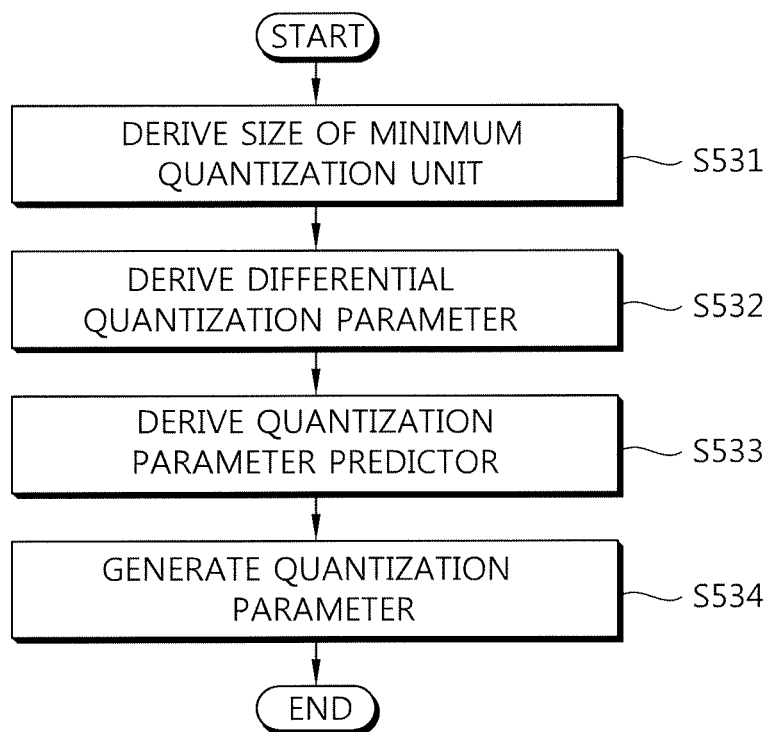 START
DERIVE SIZE OF MINIMUM
QUANTIZATION UNIT
S531
DERIVE DIFFERENTIAL
QUANTIZATION PARAMETER
S532
DERIVE QUANTIZATION
PARAMETER PREDICTOR
S533
GENERATE QUANTIZATION
PARAMETER
S534
END